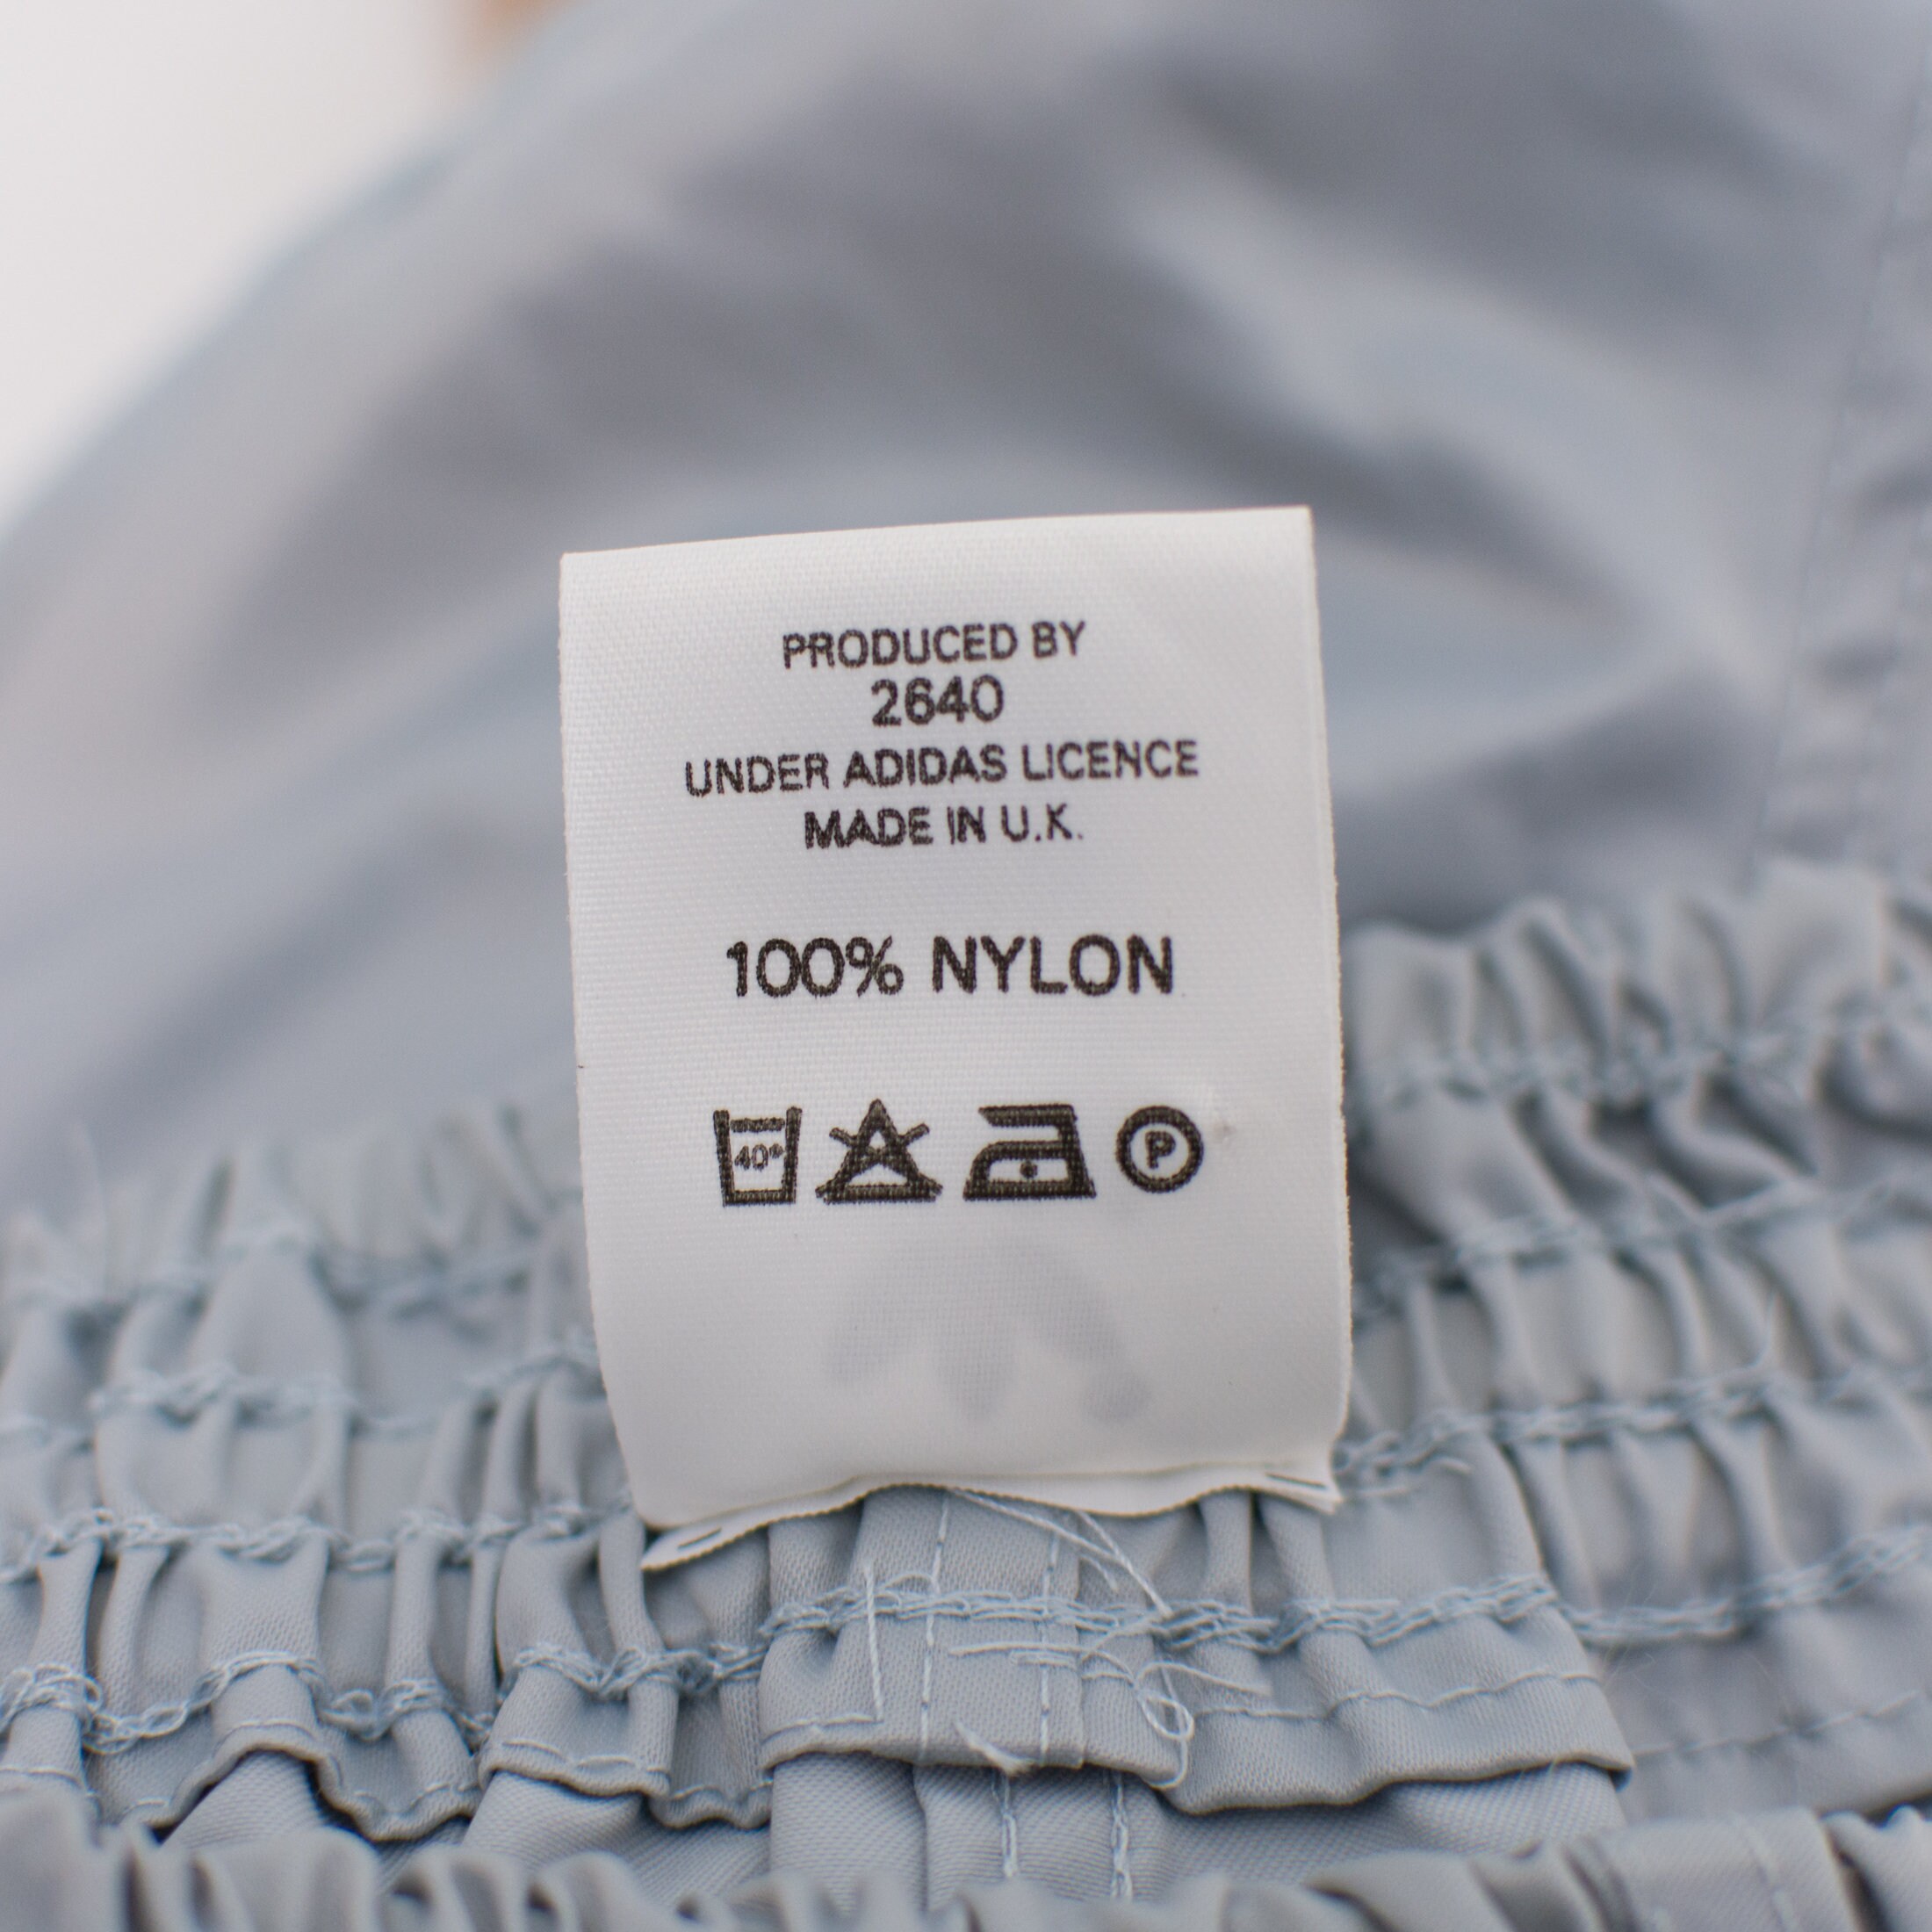 PRODUCED BY
2640
UNDER ADIDAS LICENCE
MADE IN U.K.
100% NYLON
40°
P